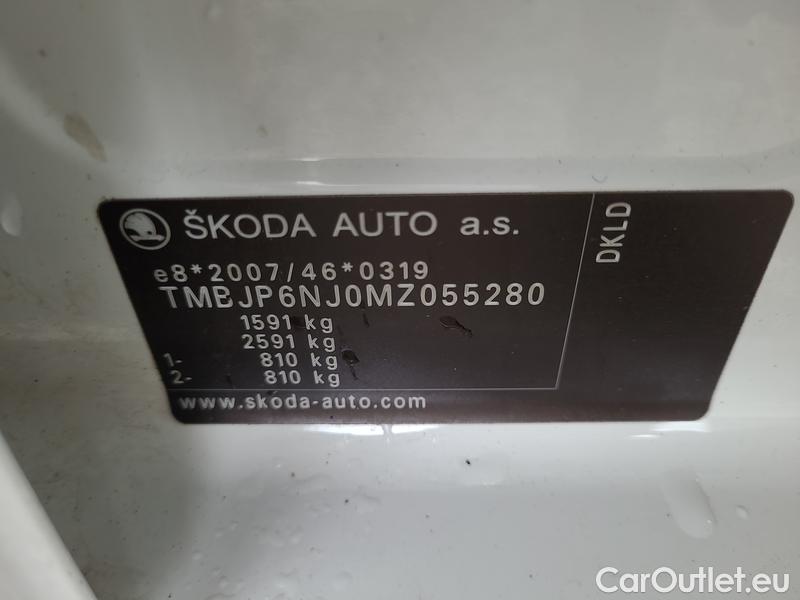 ŠKODA AUTO a.s.
DKLD
e8*2007/46*0319
TMBJP6NJ0MZ055280
1591 kg
2591 kg
1- 810 kg
2- 810 kg
www.skoda-auto.com
CarOutlet.eu